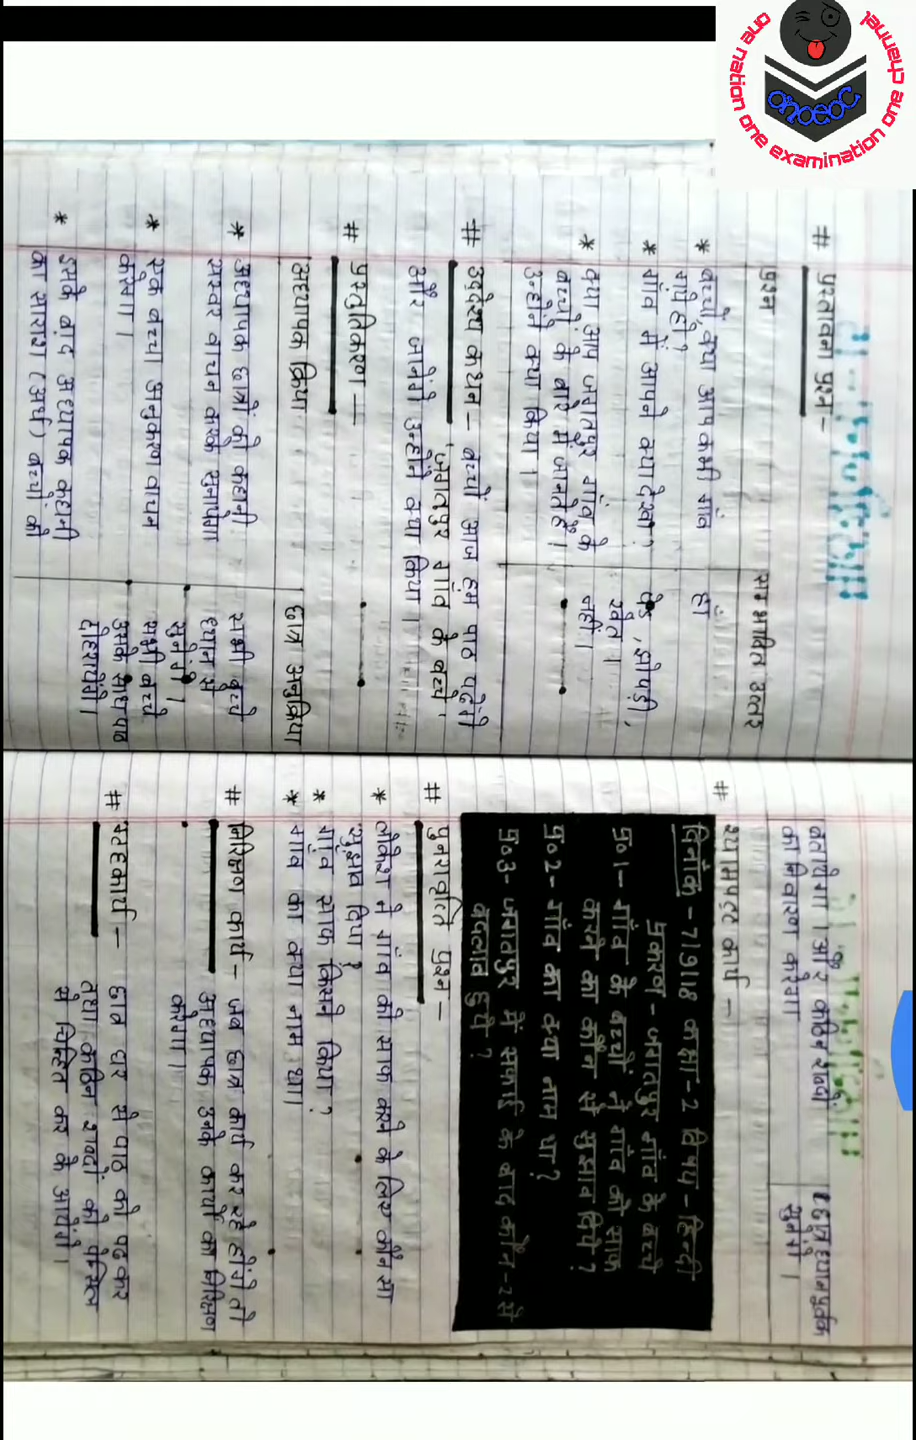 one nation one examination one channel
onoeoc
# प्रस्तावना प्रश्न –
प्रश्न
सम्भावित उत्तर
* बच्चों, क्या आप कभी गांव
गये हो?
हां
* गांव में आपने क्या देखा?
पेड़, झोपड़ी,
खेत ।
* क्या आप जगतपुर गांव के
बच्चों के बारे में जानते हैं।
उन्होंने क्या किया।
नहीं।
# उद्देश्य कथन – बच्चों आज हम पाठ पढेंगे
'जगतपुर गांव के बच्चे'
और जानेंगे उन्होंने क्या किया ।
# प्रस्तुतिकरण –
अध्यापक क्रिया
छात्र अनुक्रिया
* अध्यापक छात्रों को कहानी
सस्वर वाचन करके सुनायेगा
सभी बच्चे
ध्यान से
सुनेंगे।
* एक बच्चा अनुकरण वाचन
करेगा ।
सभी बच्चे
उसके साथ पाठ
दोहरायेंगे।
* इसके बाद अध्यापक कहानी
का सारांश (अर्थ) बच्चों को
बतायेगा । और कठिन शब्दों
का निवारण करेगा
छात्र ध्यानपूर्वक
सुनेंगे ।
# श्यामपट्ट कार्य –
दिनांक – 7/9/18 कक्षा – 2 विषय – हिन्दी
प्रकरण – जगतपुर गांव के बच्चे
प्र०1– गांव के बच्चों ने गांव को साफ
करने का कौन से सुझाव दिये ?
प्र०2– गांव का क्या नाम था?
प्र०3– जगतपुर में सफाई के बाद कौन-2 से
बदलाव हुये ?
# पुनरावृत्ति प्रश्न –
* लोकेश ने गांव को साफ करने के लिए कौन सा
सुझाव दिया ?
* गांव साफ किसने किया ?
* गांव का क्या नाम था।
# निरिक्षण कार्य – जब छात्र कार्य कर रहे होंगे तो
अध्यापक उनके कार्यों का निरिक्षण
करेगा ।
# ग्रहकार्य – छात्र घर से पाठ को पढ़ कर
तथा कठिन शब्दों को पेन्सिल
से चिन्हित कर के आयेंगे।